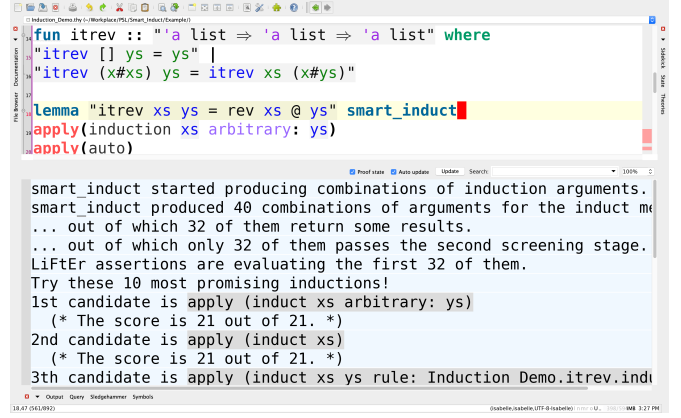 Induction_Demo.thy (~/Workplace/PSL/Smart_Induct/Example/)
fun itrev :: "'a list ⇒ 'a list ⇒ 'a list" where
"itrev [] ys = ys" |
"itrev (x#xs) ys = itrev xs (x#ys)"
lemma "itrev xs ys = rev xs @ ys" smart_induct
apply(induction xs arbitrary: ys)
apply(auto)
File Browser
Documentation
Sidekick
State
Theories
Proof state
Auto update
Update
Search:
100%
smart_induct started producing combinations of induction arguments.
smart_induct produced 40 combinations of arguments for the induct me
... out of which 32 of them return some results.
... out of which only 32 of them passes the second screening stage.
LiFtEr assertions are evaluating the first 32 of them.
Try these 10 most promising inductions!
1st candidate is apply (induct xs arbitrary: ys)
(* The score is 21 out of 21. *)
2nd candidate is apply (induct xs)
(* The score is 21 out of 21. *)
3th candidate is apply (induct xs ys rule: Induction_Demo.itrev.indu
Output Query Sledgehammer Symbols
18,47 (561/892)
(isabelle,isabelle,UTF-8-Isabelle)
3:27 PM